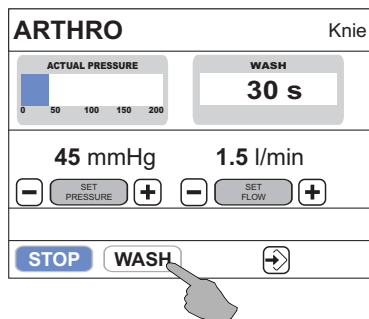 ARTHRO Knie
ACTUAL PRESSURE WASH
30 s
0 50 100 150 200
45 mmHg 1.5 l/min
- SET PRESSURE + - SET FLOW +
STOP WASH